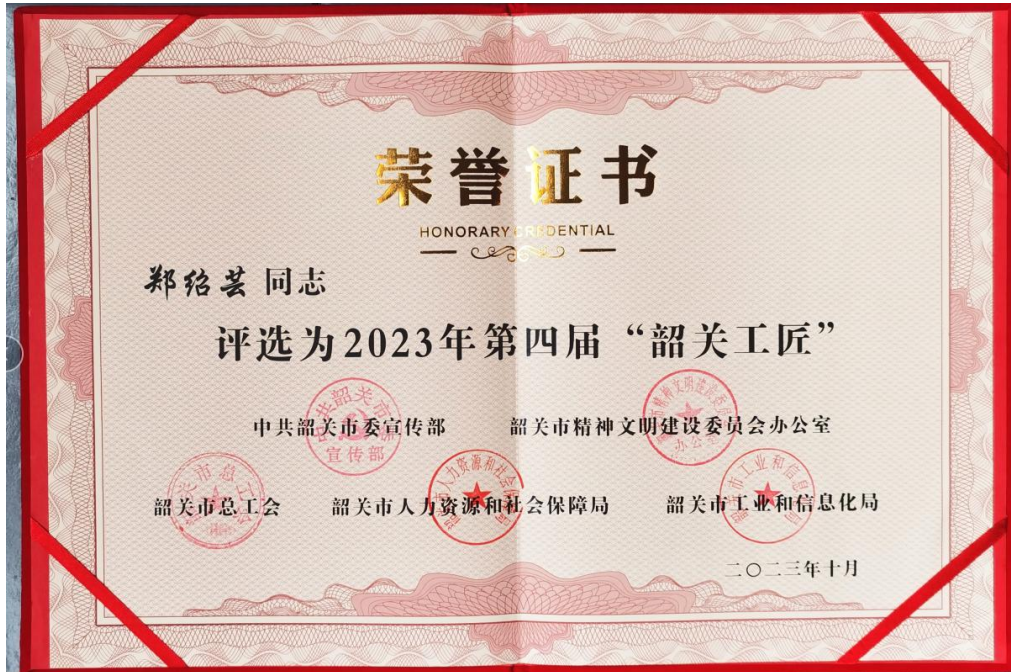 荣誉证书
HONORARY CREDENTIAL
郑绍芸 同志
评选为2023年第四届“韶关工匠”
中共韶关市委宣传部 韶关市精神文明建设委员会办公室
韶关市总工会 韶关市人力资源和社会保障局 韶关市工业和信息化局
二〇二三年十月